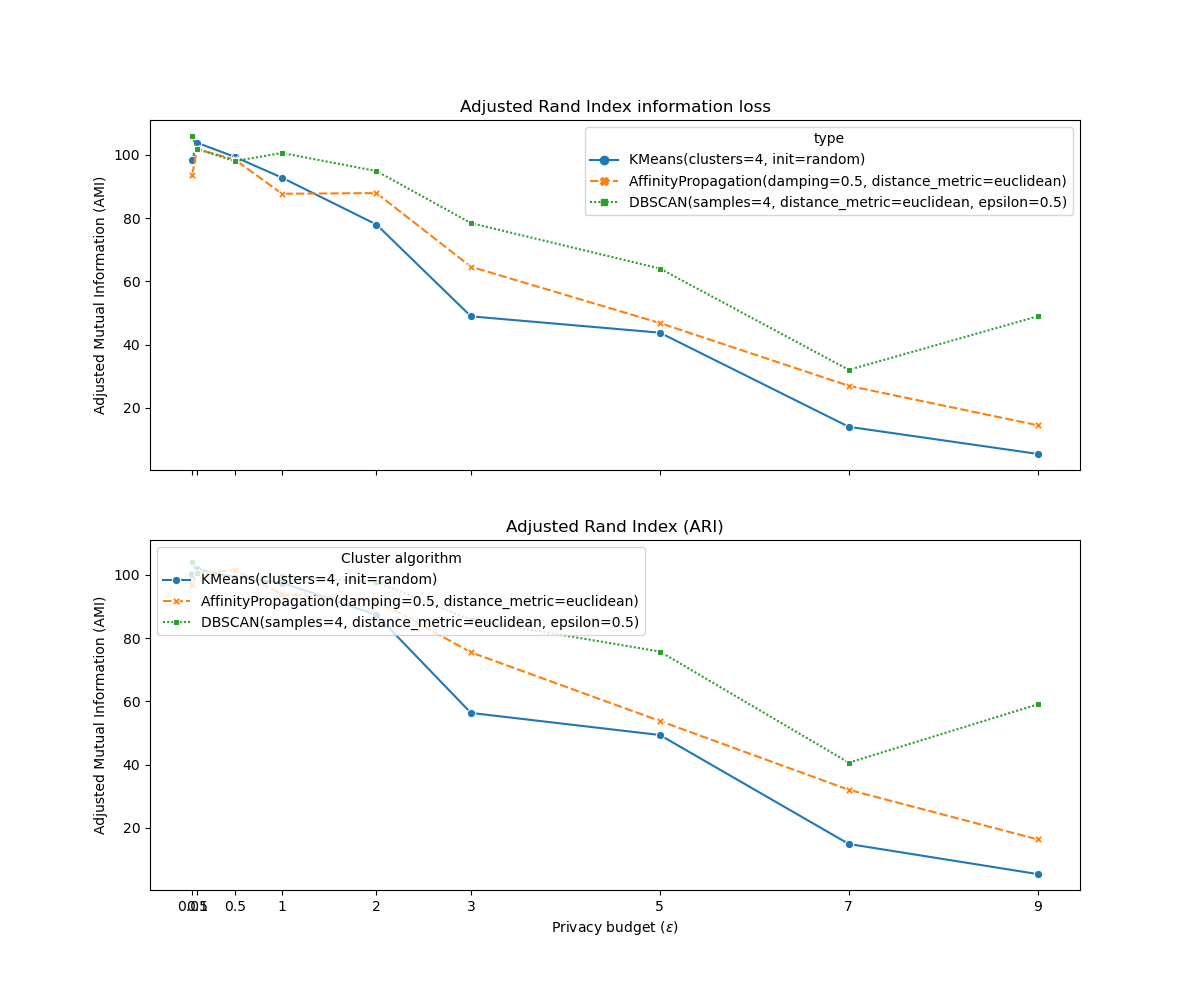 Adjusted Rand Index information loss
Adjusted Mutual Information (AMI)
100
80
60
40
20
type
KMeans(clusters=4, init=random)
AffinityPropagation(damping=0.5, distance_metric=euclidean)
DBSCAN(samples=4, distance_metric=euclidean, epsilon=0.5)
Adjusted Rand Index (ARI)
Adjusted Mutual Information (AMI)
100
80
60
40
20
Cluster algorithm
KMeans(clusters=4, init=random)
AffinityPropagation(damping=0.5, distance_metric=euclidean)
DBSCAN(samples=4, distance_metric=euclidean, epsilon=0.5)
0.5 1 2 3 5 7 9
Privacy budget (ε)